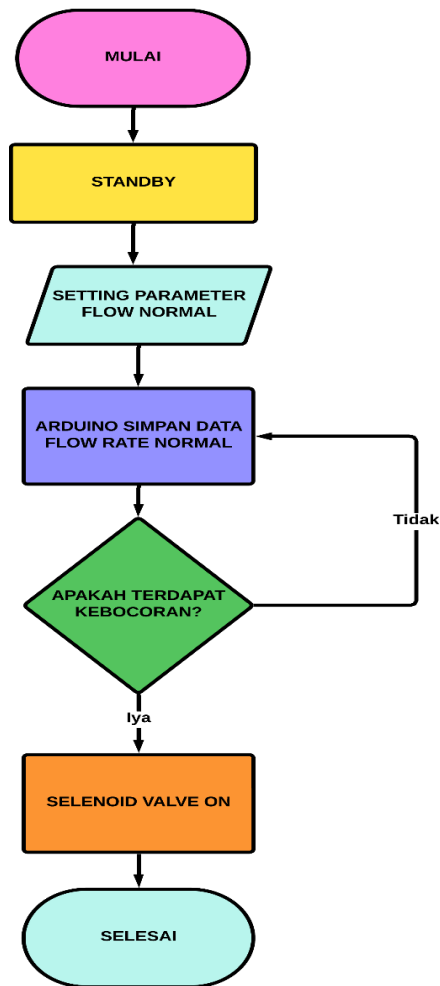 MULAI
STANDBY
SETTING PARAMETER
FLOW NORMAL
ARDUINO SIMPAN DATA
FLOW RATE NORMAL
Tidak
APAKAH TERDAPAT
KEBOCORAN?
Iya
SELENOID VALVE ON
SELESAI